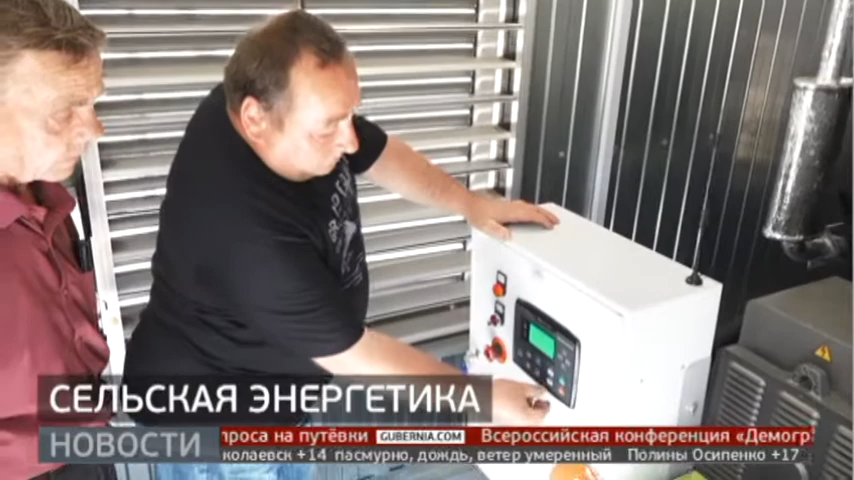 СЕЛЬСКАЯ ЭНЕРГЕТИКА
НОВОСТИ
проса на путёвки GUBERNIA.COM Всероссийская конференция «Демогр
колаевск +14 пасмурно, дождь, ветер умеренный Полины Осипенко +17